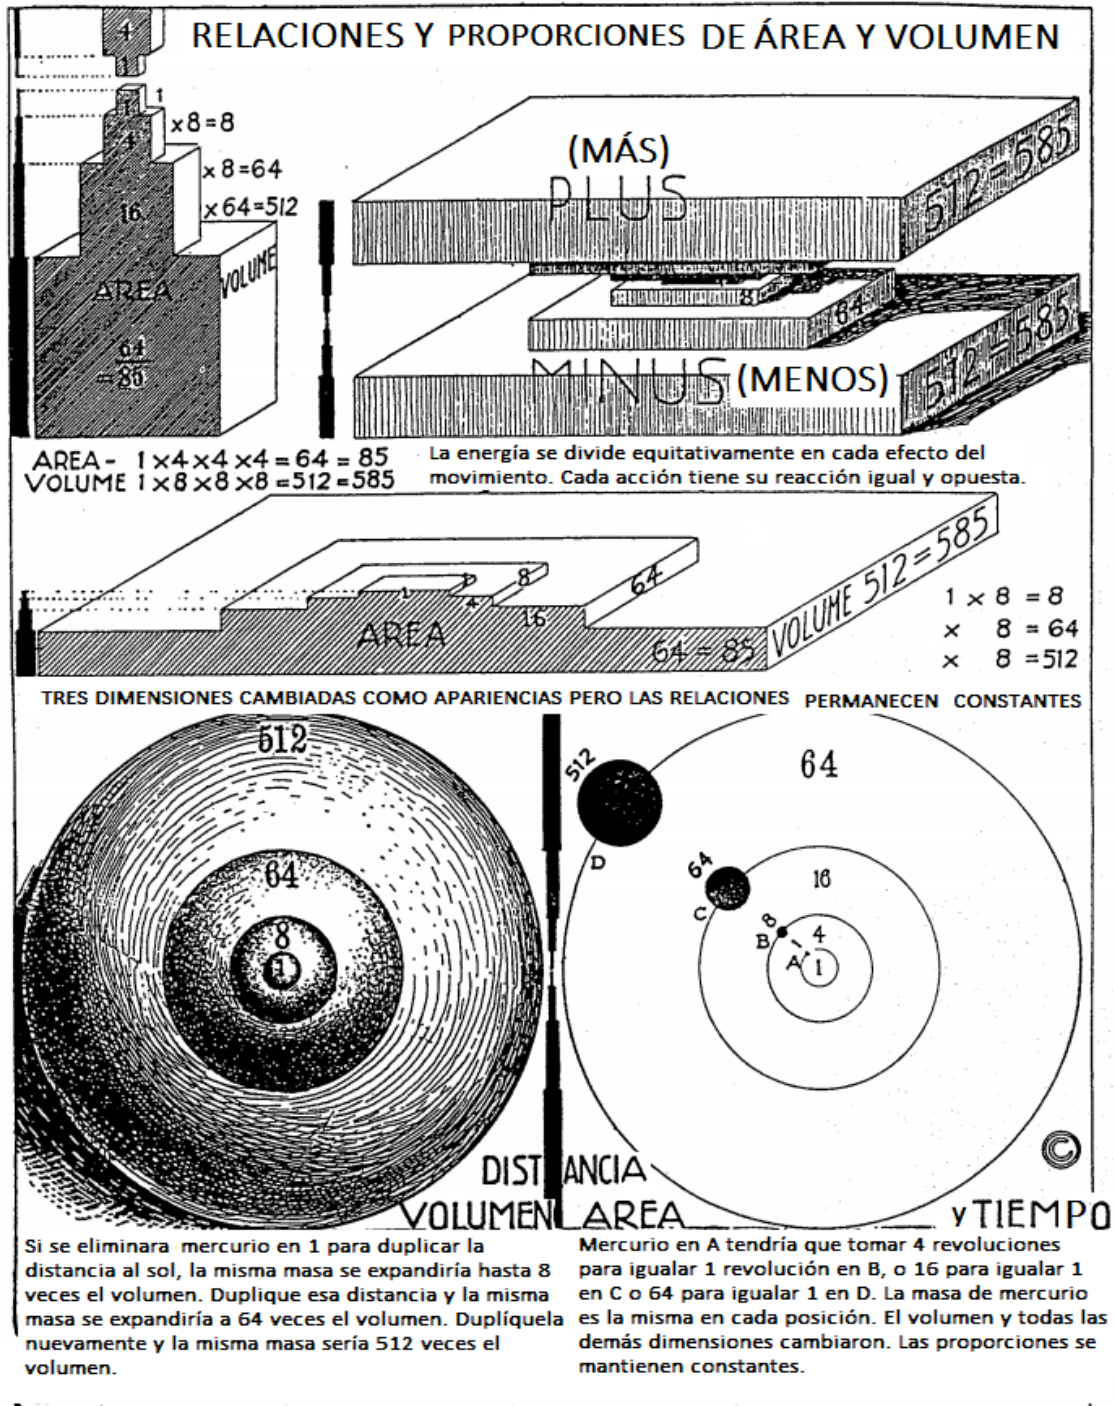 RELACIONES Y PROPORCIONES DE ÁREA Y VOLUMEN
4
1
1
1
x8=8
4
x8=64
16
x64=512
AREA
VOLUME
64
=85
(MÁS)
PLUS
512=585
8
64
MINUS (MENOS)
512=585
AREA- 1x4x4x4=64=85
VOLUME 1x8x8x8=512=585
La energía se divide equitativamente en cada efecto del
movimiento. Cada acción tiene su reacción igual y opuesta.
1
8
64
4
16
AREA
64=85
VOLUME 512=585
1 x 8 = 8
x 8 = 64
x 8 = 512
TRES DIMENSIONES CAMBIADAS COMO APARIENCIAS PERO LAS RELACIONES PERMANECEN CONSTANTES
512
64
8
1
512
D
64
64
C
16
8
B
4
A
1
©
DISTANCIA
VOLUMEN AREA y TIEMPO
Si se eliminara mercurio en 1 para duplicar la
distancia al sol, la misma masa se expandiría hasta 8
veces el volumen. Duplique esa distancia y la misma
masa se expandiría a 64 veces el volumen. Duplíquela
nuevamente y la misma masa sería 512 veces el
volumen.
Mercurio en A tendría que tomar 4 revoluciones
para igualar 1 revolución en B, o 16 para igualar 1
en C o 64 para igualar 1 en D. La masa de mercurio
es la misma en cada posición. El volumen y todas las
demás dimensiones cambiaron. Las proporciones se
mantienen constantes.